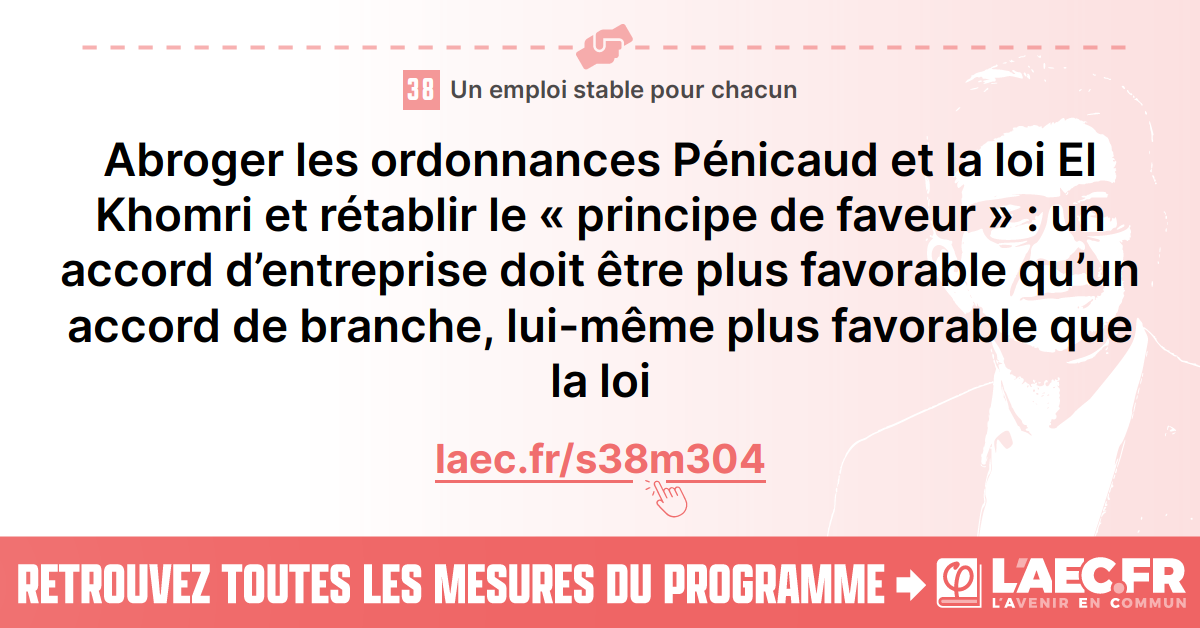 38 Un emploi stable pour chacun
Abroger les ordonnances Pénicaud et la loi El
Khomri et rétablir le « principe de faveur » : un
accord d’entreprise doit être plus favorable qu’un
accord de branche, lui-même plus favorable que
la loi
laec.fr/s38m304
RETROUVEZ TOUTES LES MESURES DU PROGRAMME
L'AEC.FR
L'AVENIR EN COMMUN